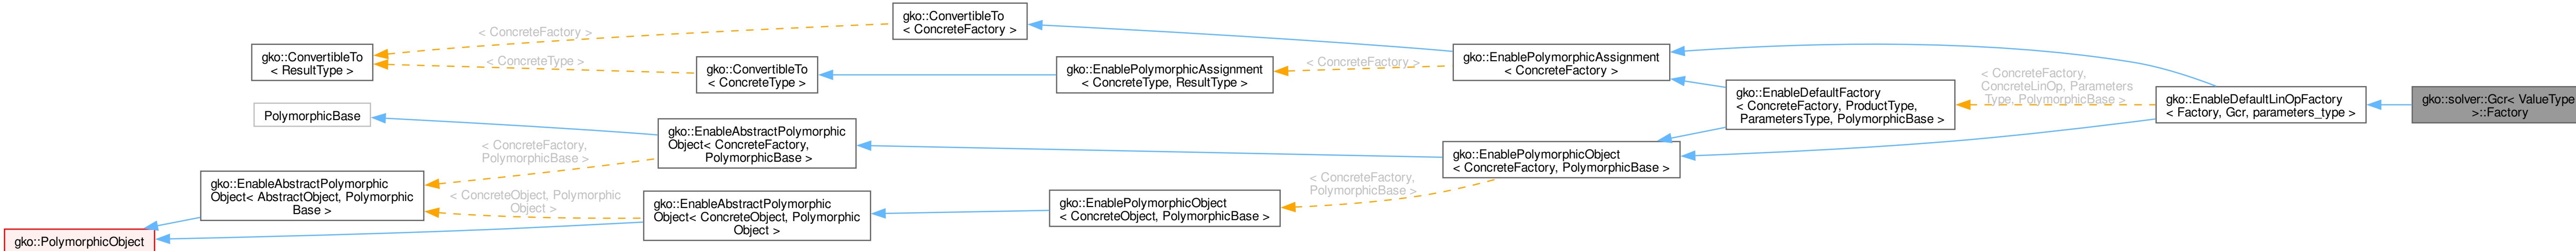 gko::ConvertibleTo
< ResultType >
PolymorphicBase
gko::EnableAbstractPolymorphic
Object< AbstractObject, Polymorphic
Base >
gko::PolymorphicObject
< ConcreteFactory >
< ConcreteType >
< ConcreteFactory,
PolymorphicBase >
< ConcreteObject, Polymorphic
Object >
gko::ConvertibleTo
< ConcreteFactory >
gko::ConvertibleTo
< ConcreteType >
gko::EnableAbstractPolymorphic
Object< ConcreteFactory,
PolymorphicBase >
gko::EnableAbstractPolymorphic
Object< ConcreteObject, Polymorphic
Object >
gko::EnablePolymorphicAssignment
< ConcreteType, ResultType >
gko::EnablePolymorphicObject
< ConcreteObject, PolymorphicBase >
< ConcreteFactory >
< ConcreteFactory,
PolymorphicBase >
gko::EnablePolymorphicAssignment
< ConcreteFactory >
gko::EnablePolymorphicObject
< ConcreteFactory, PolymorphicBase >
gko::EnableDefaultFactory
< ConcreteFactory, ProductType,
ParametersType, PolymorphicBase >
< ConcreteFactory,
ConcreteLinOp, Parameters
Type, PolymorphicBase >
gko::EnableDefaultLinOpFactory
< Factory, Gcr, parameters_type >
gko::solver::Gcr< ValueType
>::Factory